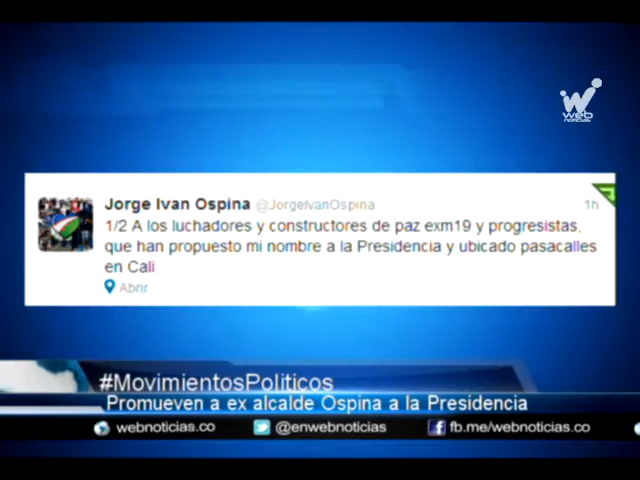 web
noticias
Jorge Ivan Ospina @JorgeIvanOspina 1h
1/2 A los luchadores y constructores de paz exm19 y progresistas,
que han propuesto mi nombre a la Presidencia y ubicado pasacalles
en Cali
Abrir
#MovimientosPoliticos
Promueven a ex alcalde Ospina a la Presidencia
webnoticias.co @enwebnoticias fb.me/webnoticias.co